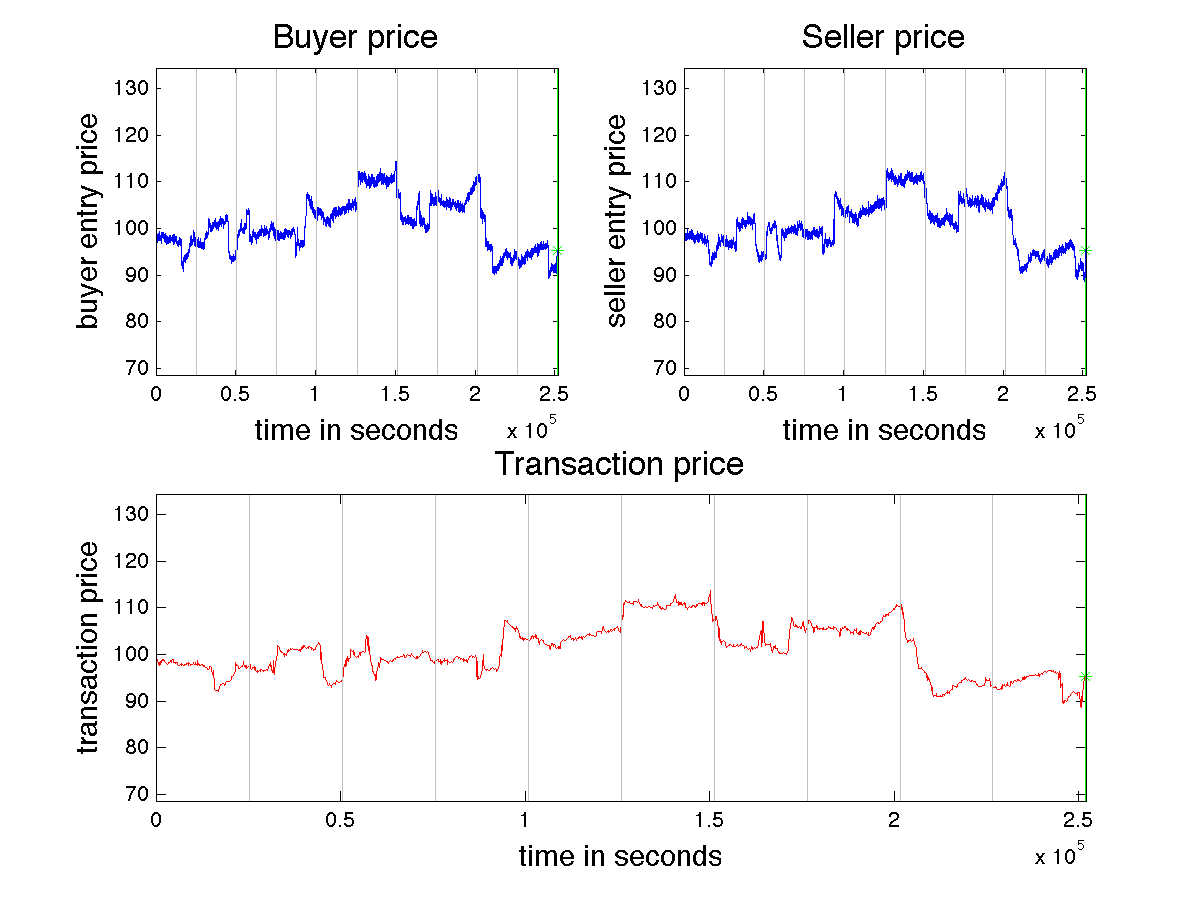 Buyer price
Seller price
buyer entry price
130
120
110
100
90
80
70
0 0.5 1 1.5 2 2.5
time in seconds
x 10^5
seller entry price
130
120
110
100
90
80
70
0 0.5 1 1.5 2 2.5
time in seconds
x 10^5
Transaction price
transaction price
130
120
110
100
90
80
70
0 0.5 1 1.5 2 2.5
time in seconds
x 10^5